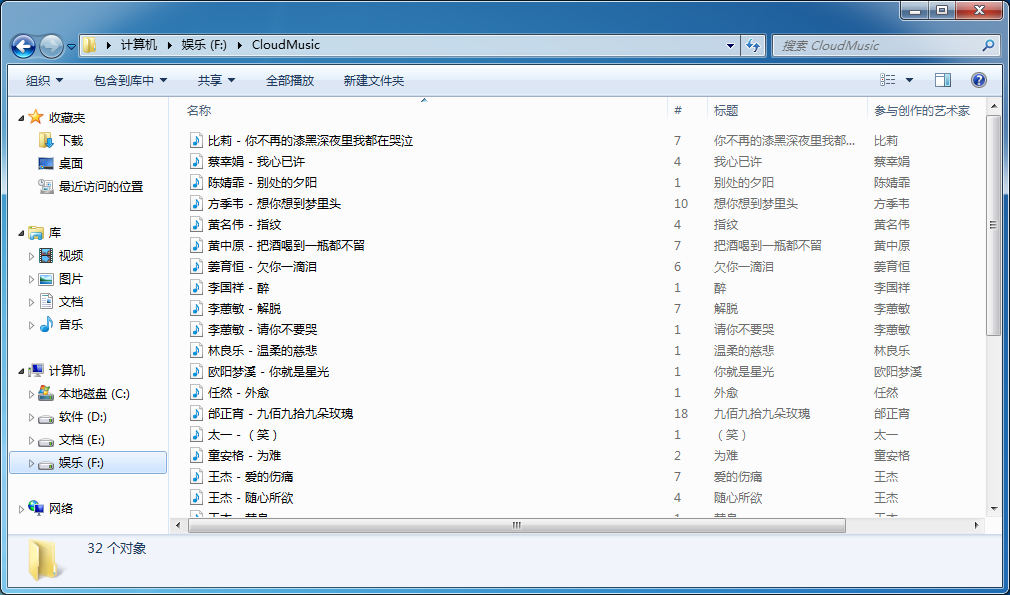 计算机 娱乐 (F:) CloudMusic
搜索 CloudMusic
组织 包含到库中 共享 全部播放 新建文件夹
收藏夹
下载
桌面
最近访问的位置
库
视频
图片
文档
音乐
计算机
本地磁盘 (C:)
软件 (D:)
文档 (E:)
娱乐 (F:)
网络
名称 # 标题 参与创作的艺术家
比莉 - 你不再的漆黑深夜里我都在哭泣 7 你不再的漆黑深夜里我都... 比莉
蔡幸娟 - 我心已许 4 我心已许 蔡幸娟
陈婧霏 - 别处的夕阳 1 别处的夕阳 陈婧霏
方季韦 - 想你想到梦里头 10 想你想到梦里头 方季韦
黄名伟 - 指纹 4 指纹 黄名伟
黄中原 - 把酒喝到一瓶都不留 7 把酒喝到一瓶都不留 黄中原
姜育恒 - 欠你一滴泪 6 欠你一滴泪 姜育恒
李国祥 - 醉 1 醉 李国祥
李蕙敏 - 解脱 7 解脱 李蕙敏
李蕙敏 - 请你不要哭 1 请你不要哭 李蕙敏
林良乐 - 温柔的慈悲 1 温柔的慈悲 林良乐
欧阳梦溪 - 你就是星光 1 你就是星光 欧阳梦溪
任然 - 外愈 1 外愈 任然
邰正宵 - 九佰九拾九朵玫瑰 18 九佰九拾九朵玫瑰 邰正宵
太一 - （笑） 1 （笑） 太一
童安格 - 为难 2 为难 童安格
王杰 - 爱的伤痛 7 爱的伤痛 王杰
王杰 - 随心所欲 4 随心所欲 王杰
32 个对象